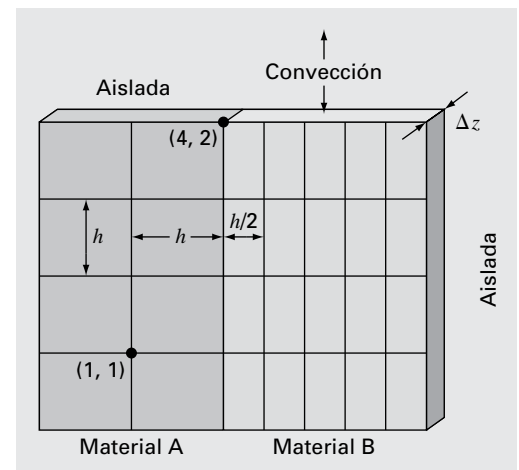 Convección
Aislada
Δz
(4, 2)
h/2
h
h
Aislada
(1, 1)
Material A
Material B